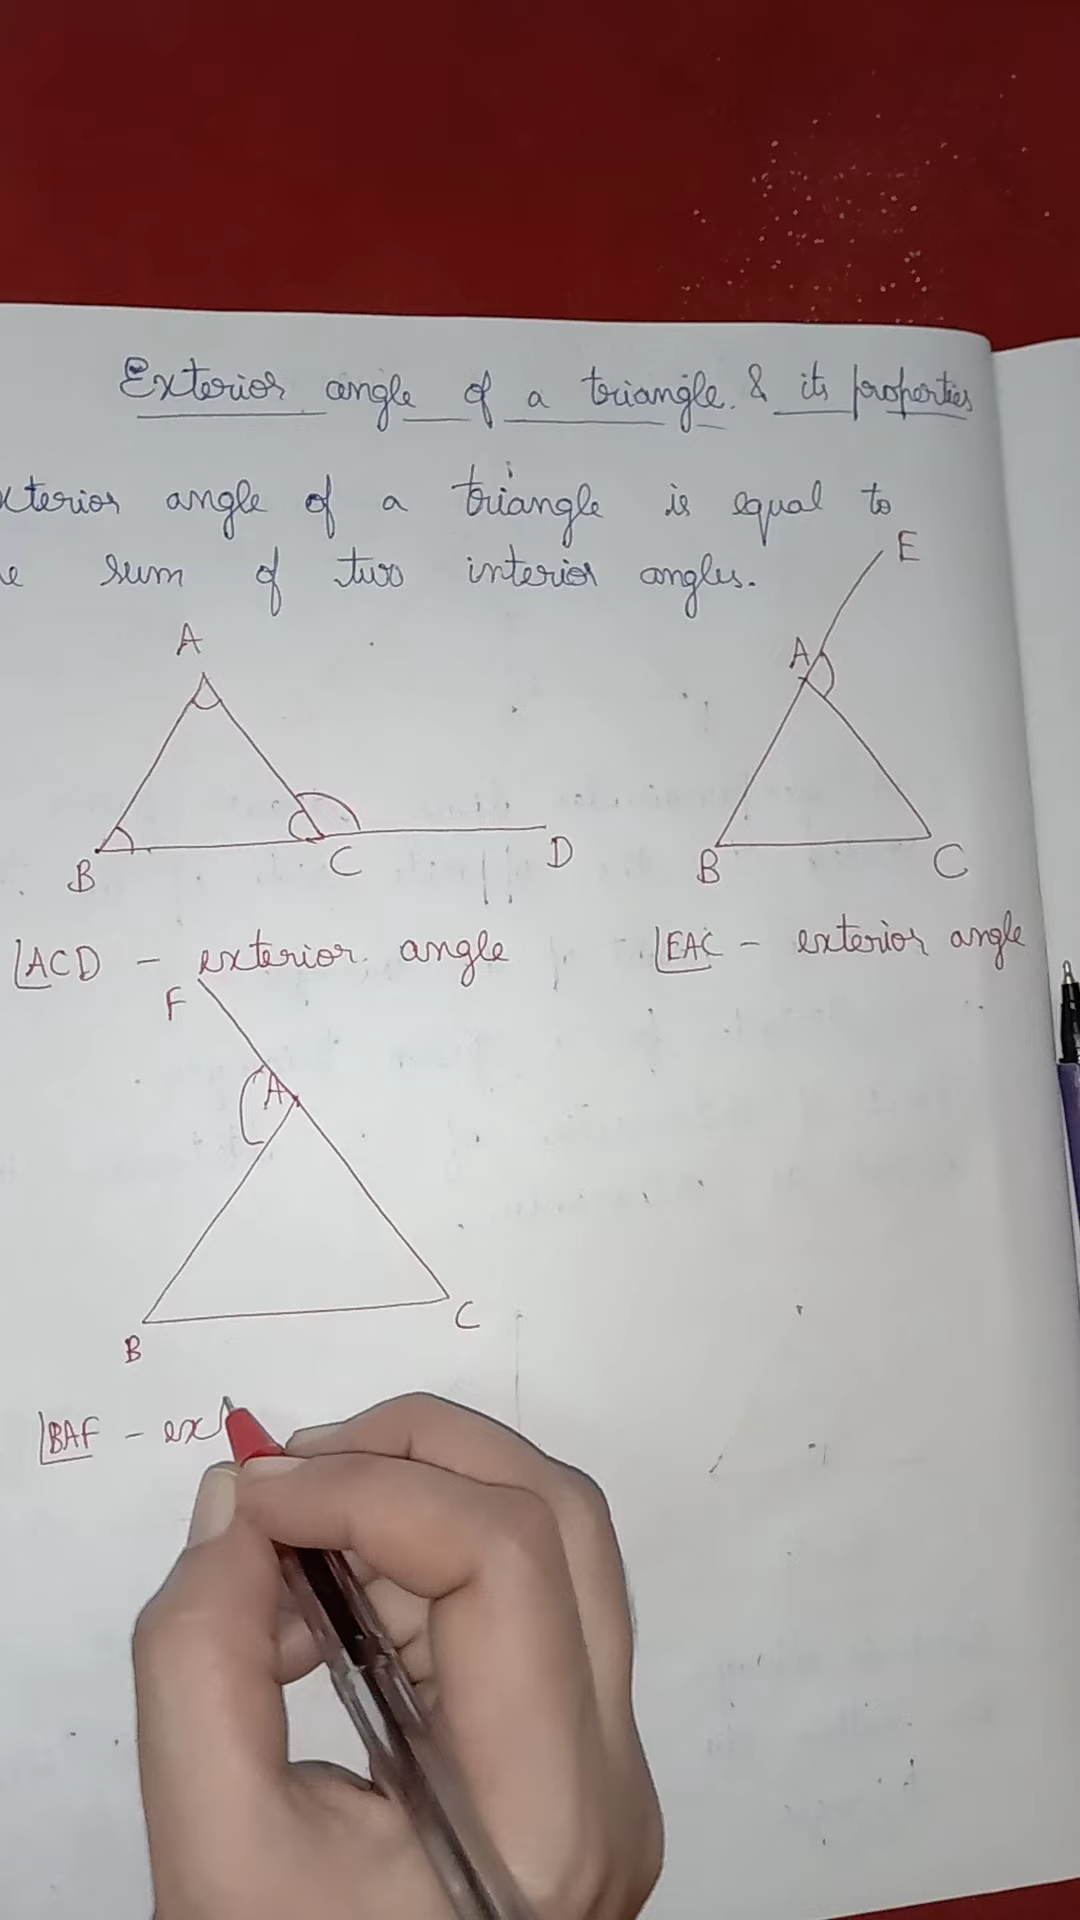 Exterior angle of a triangle. & its properties
xterior angle of a triangle is equal to
e sum of two interior angles.
E
A
A
B
C
D
B
C
∠ACD - exterior angle
∠EAC - exterior angle
F
A
B
C
∠BAF - ext